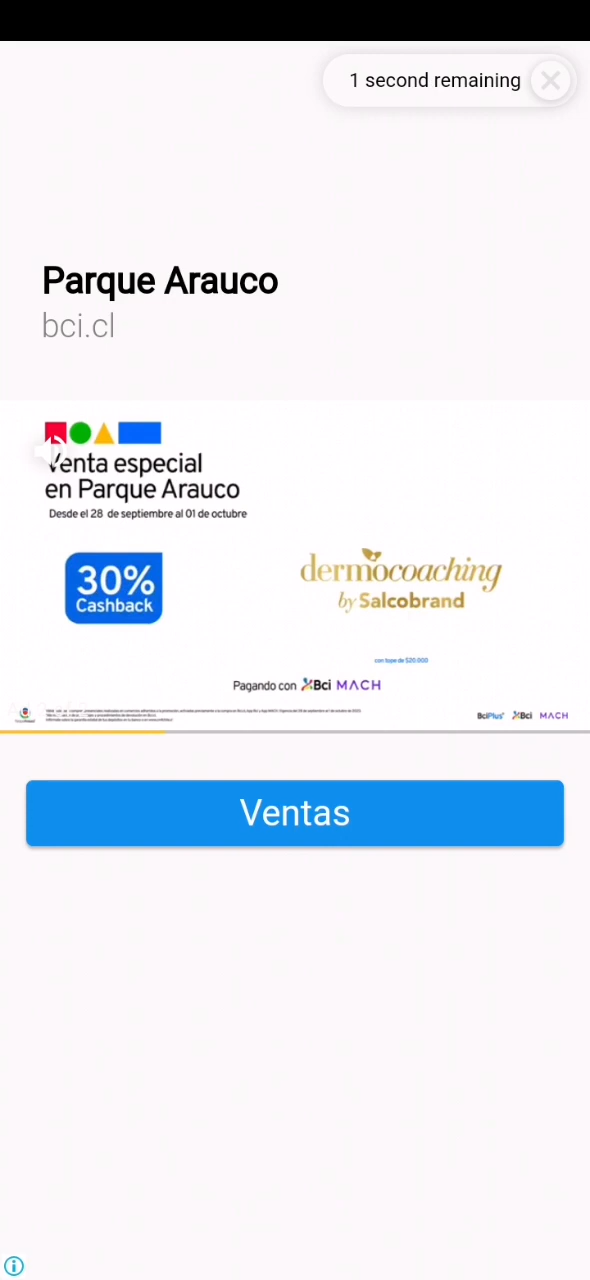 1 second remaining
Parque Arauco
bci.cl
Venta especial
en Parque Arauco
Desde el 28 de septiembre al 01 de octubre
30%
Cashback
dermocoaching
by Salcobrand
con tope de $20.000
Pagando con Bci MACH
BciPlus+ Bci MACH
Ventas